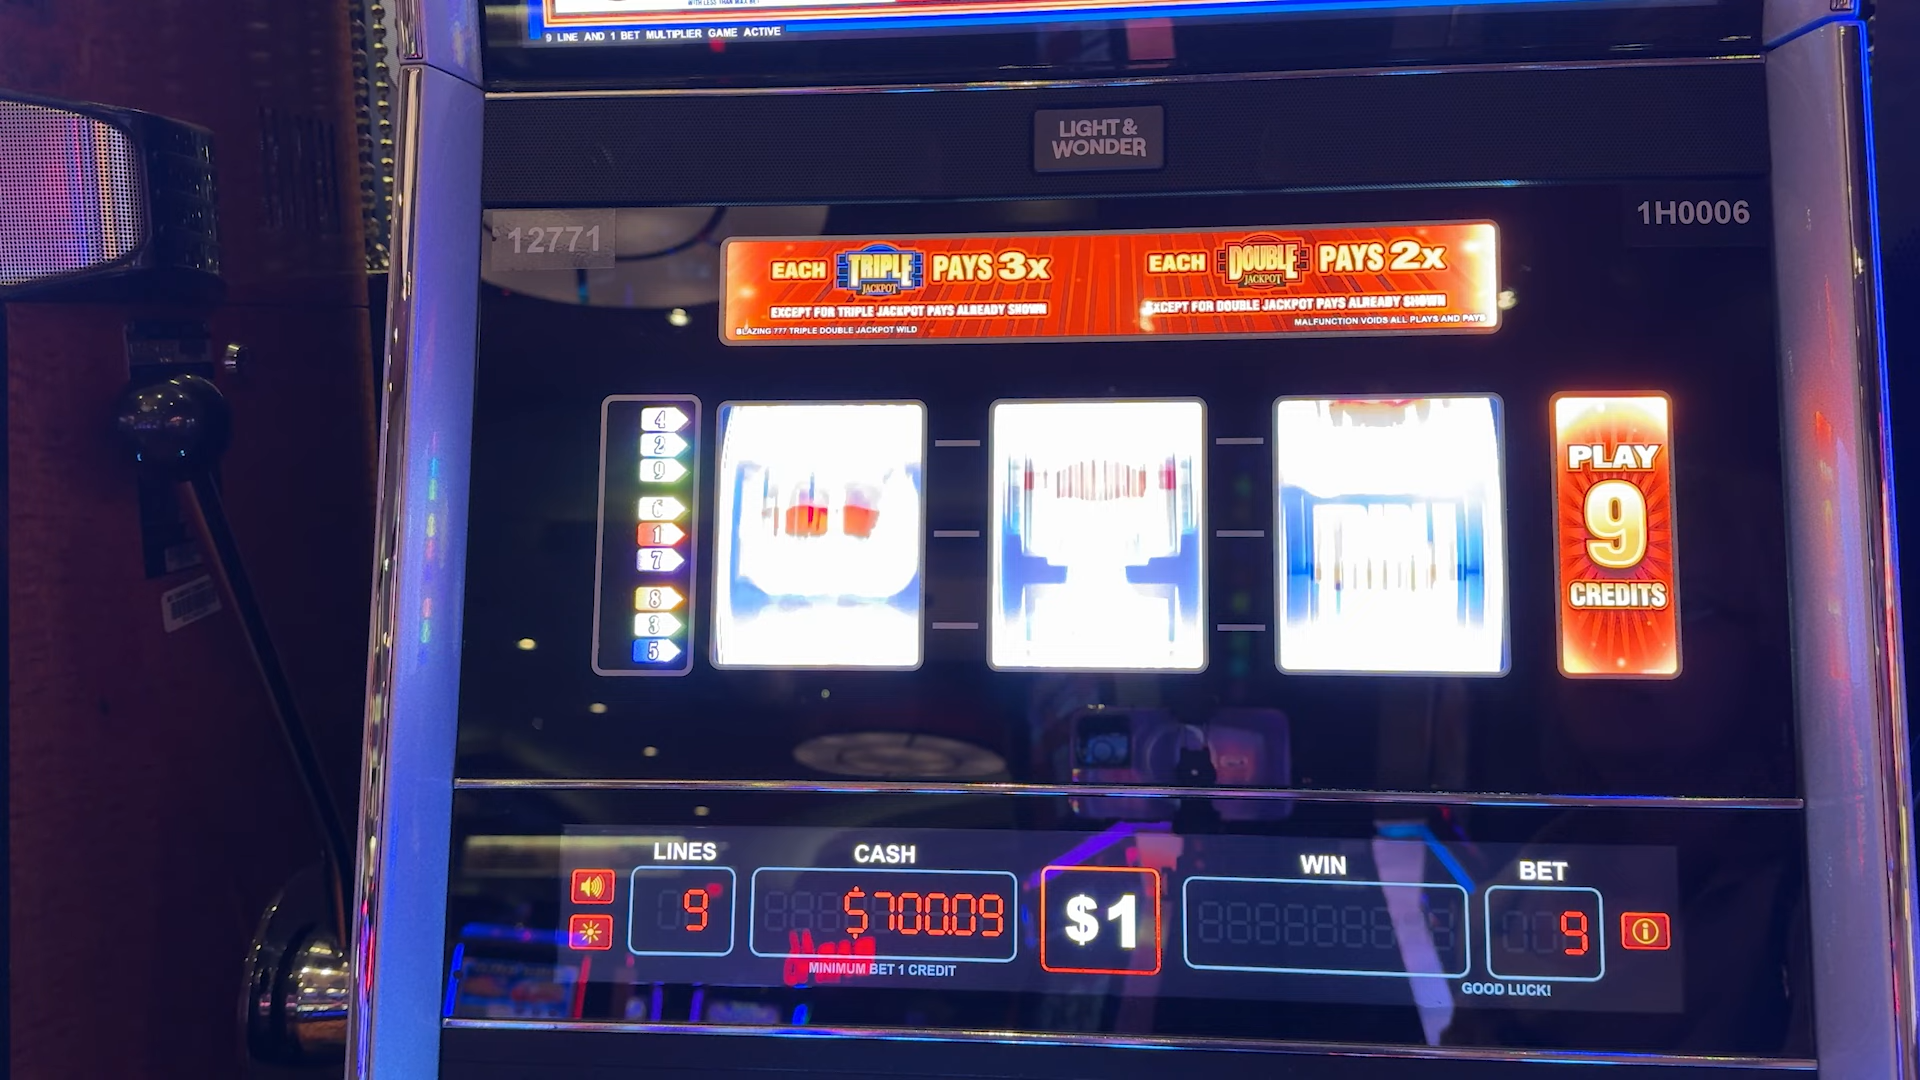 9 LINE AND 1 BET MULTIPLIER GAME ACTIVE
LIGHT &
WONDER
12771
1H0006
EACH TRIPLE JACKPOT PAYS 3x
EXCEPT FOR TRIPLE JACKPOT PAYS ALREADY SHOWN
BLAZING 777 TRIPLE DOUBLE JACKPOT WILD
EACH DOUBLE JACKPOT PAYS 2x
EXCEPT FOR DOUBLE JACKPOT PAYS ALREADY SHOWN
MALFUNCTION VOIDS ALL PLAYS AND PAYS
4
2
9
6
1
7
8
3
5
PLAY
9
CREDITS
LINES
9
CASH
$700.09
MINIMUM BET 1 CREDIT
$1
WIN
BET
9
GOOD LUCK!